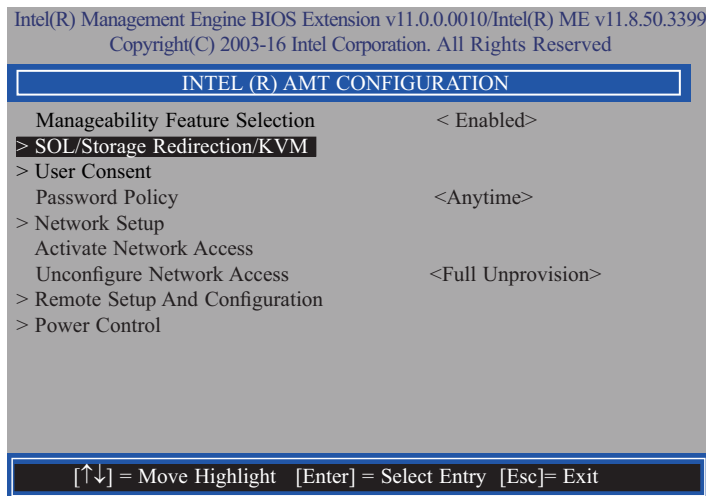 Intel(R) Management Engine BIOS Extension v11.0.0.0010/Intel(R) ME v11.8.50.3399
Copyright(C) 2003-16 Intel Corporation. All Rights Reserved
INTEL (R) AMT CONFIGURATION
Manageability Feature Selection < Enabled>
> SOL/Storage Redirection/KVM
> User Consent
Password Policy <Anytime>
> Network Setup
Activate Network Access
Unconfigure Network Access <Full Unprovision>
> Remote Setup And Configuration
> Power Control
[↑↓] = Move Highlight [Enter] = Select Entry [Esc]= Exit